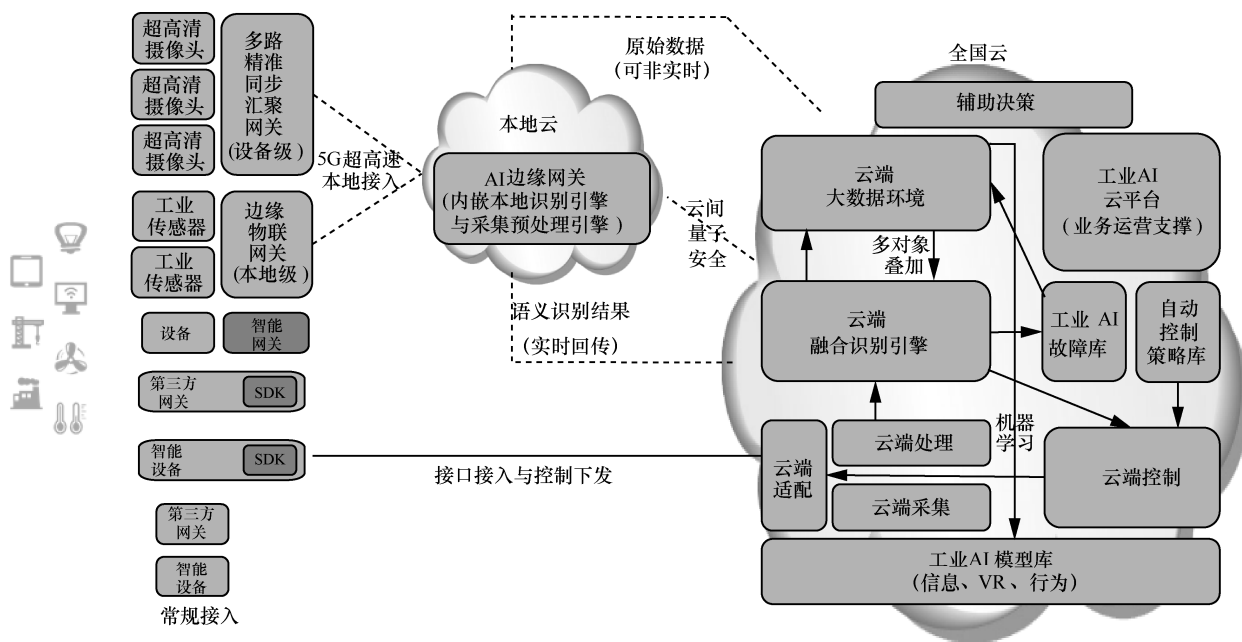 超高清
摄像头
超高清
摄像头
超高清
摄像头
多路
精准
同步
汇聚
网关
(设备级)
工业
传感器
工业
传感器
边缘
物联
网关
(本地级)
设备
智能
网关
第三方
网关
SDK
智能
设备
SDK
第三方
网关
智能
设备
常规接入
5G超高速
本地接入
本地云
AI边缘网关
(内嵌本地识别引擎
与采集预处理引擎)
原始数据
(可非实时)
云间
量子
安全
语义识别结果
(实时回传)
接口接入与控制下发
全国云
辅助决策
云端
大数据环境
工业AI
云平台
(业务运营支撑)
多对象
叠加
云端
融合识别引擎
工业 AI
故障库
自动
控制
策略库
机器
学习
云端
适配
云端处理
云端采集
云端控制
工业AI 模型库
(信息、VR、行为)